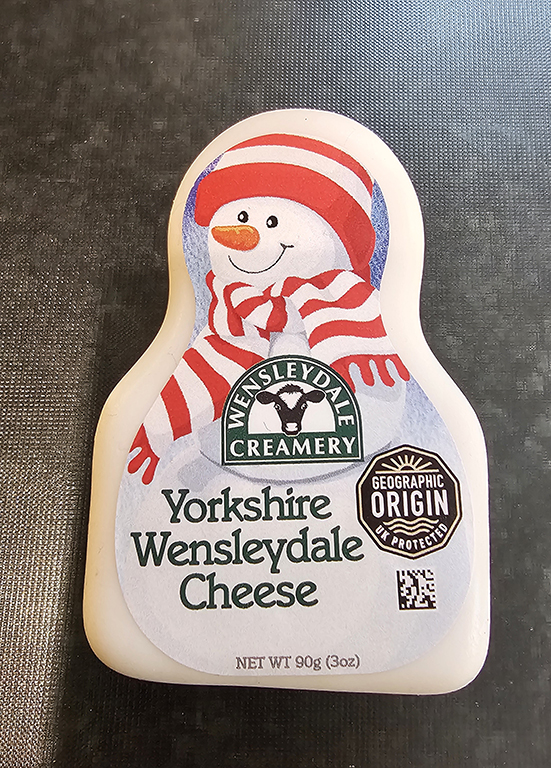 WENSLEYDALE
CREAMERY
GEOGRAPHIC
ORIGIN
UK PROTECTED
Yorkshire
Wensleydale
Cheese
NET WT 90g (3oz)